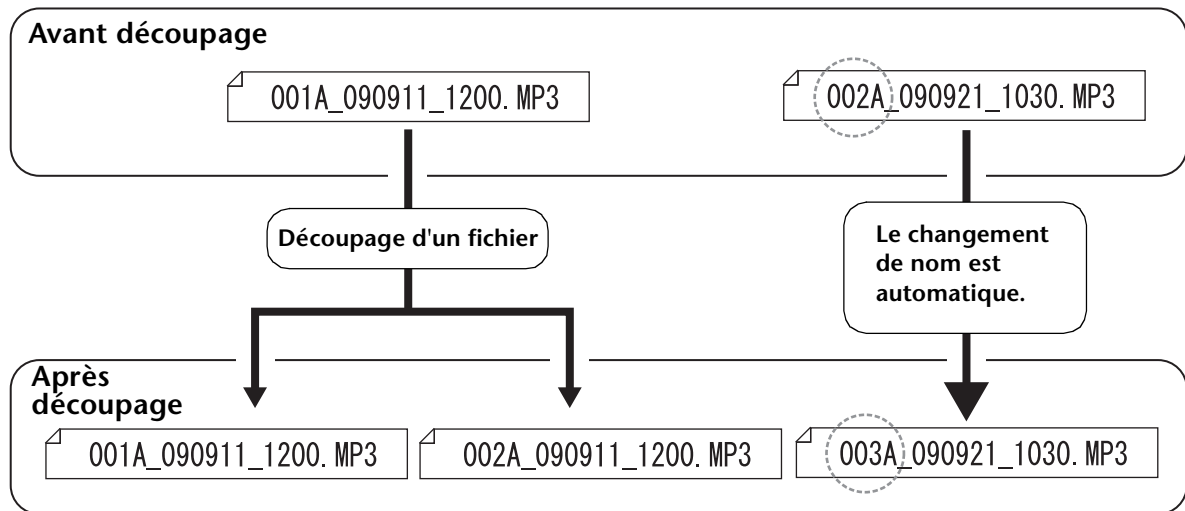 Avant découpage
001A_090911_1200. MP3
002A_090921_1030. MP3
Découpage d'un fichier
Le changement
de nom est
automatique.
Après
découpage
001A_090911_1200. MP3
002A_090911_1200. MP3
003A_090921_1030. MP3